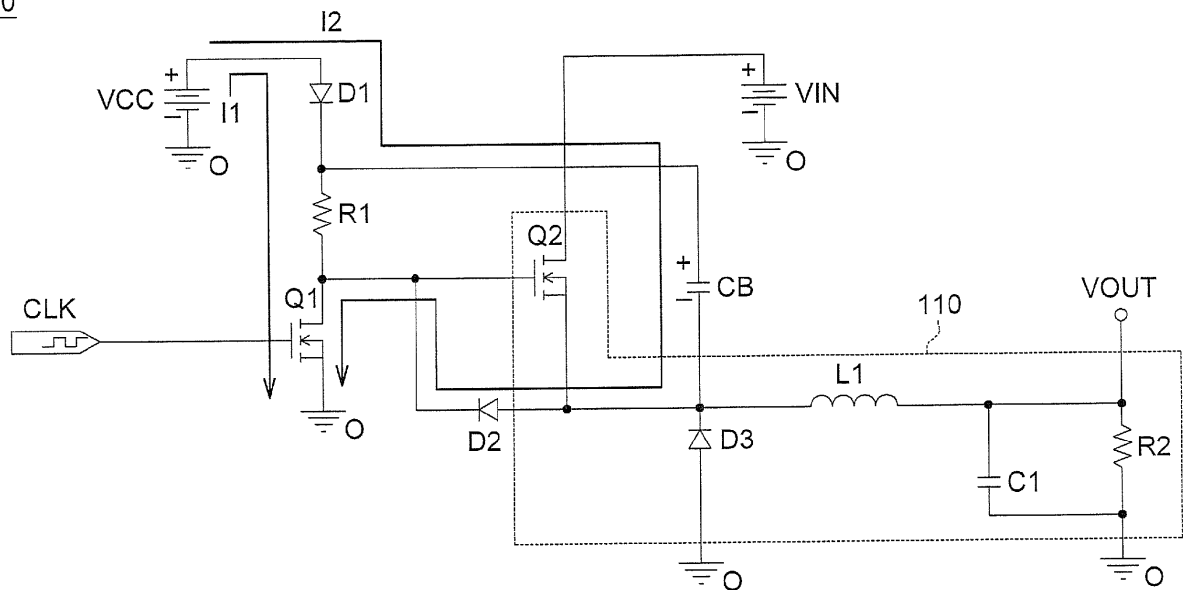 I2
+
VCC
I1
-
D1
+
VIN
-
O
O
R1
Q2
+
CB
-
VOUT
Q1
CLK
110
L1
O
D2
D3
C1
R2
O
O